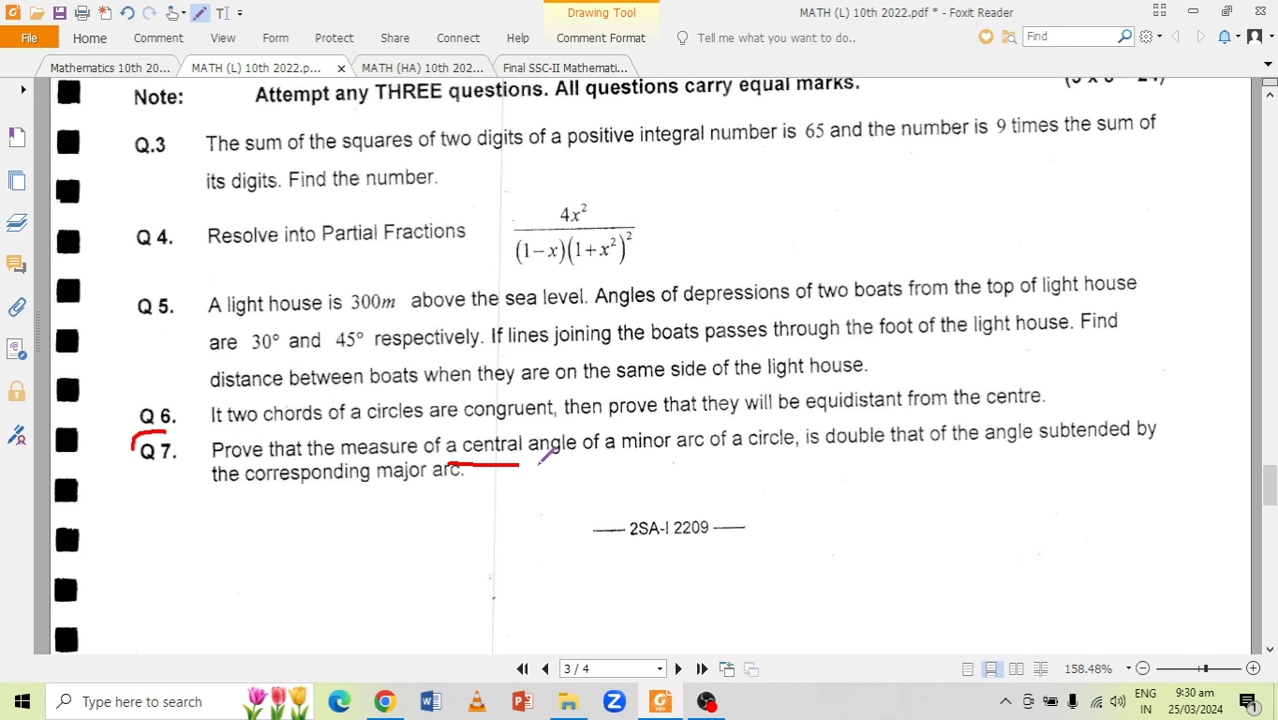 Drawing Tool
MATH (L) 10th 2022.pdf * - Foxit Reader
File Home Comment View Form Protect Share Connect Help Comment Format Tell me what you want to do.. Find
Mathematics 10th 20... MATH (L) 10th 2022.p... x MATH (HA) 10th 202... Final SSC-II Mathemati...
Note: Attempt any THREE questions. All questions carry equal marks.
Q.3 The sum of the squares of two digits of a positive integral number is 65 and the number is 9 times the sum of
its digits. Find the number.
Q 4. Resolve into Partial Fractions 4x²/((1−x)(1+x²)²)
Q 5. A light house is 300m above the sea level. Angles of depressions of two boats from the top of light house
are 30° and 45° respectively. If lines joining the boats passes through the foot of the light house. Find
distance between boats when they are on the same side of the light house.
Q 6. It two chords of a circles are congruent, then prove that they will be equidistant from the centre.
Q 7. Prove that the measure of a central angle of a minor arc of a circle, is double that of the angle subtended by
the corresponding major arc.
—— 2SA-I 2209 ——
3 / 4 158.48%
Type here to search
ENG
IN
9:30 am
25/03/2024